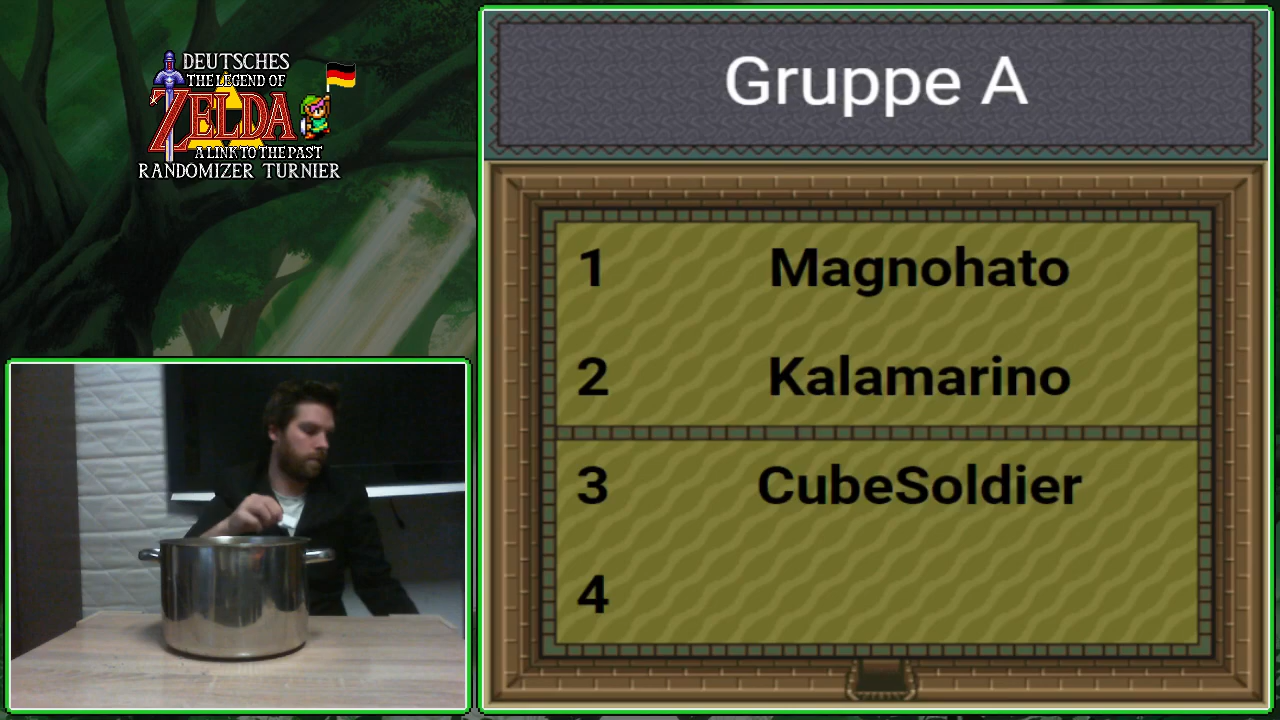 DEUTSCHES
THE LEGEND OF
ZELDA
A LINK TO THE PAST
RANDOMIZER TURNIER
Gruppe A
1 Magnohato
2 Kalamarino
3 CubeSoldier
4